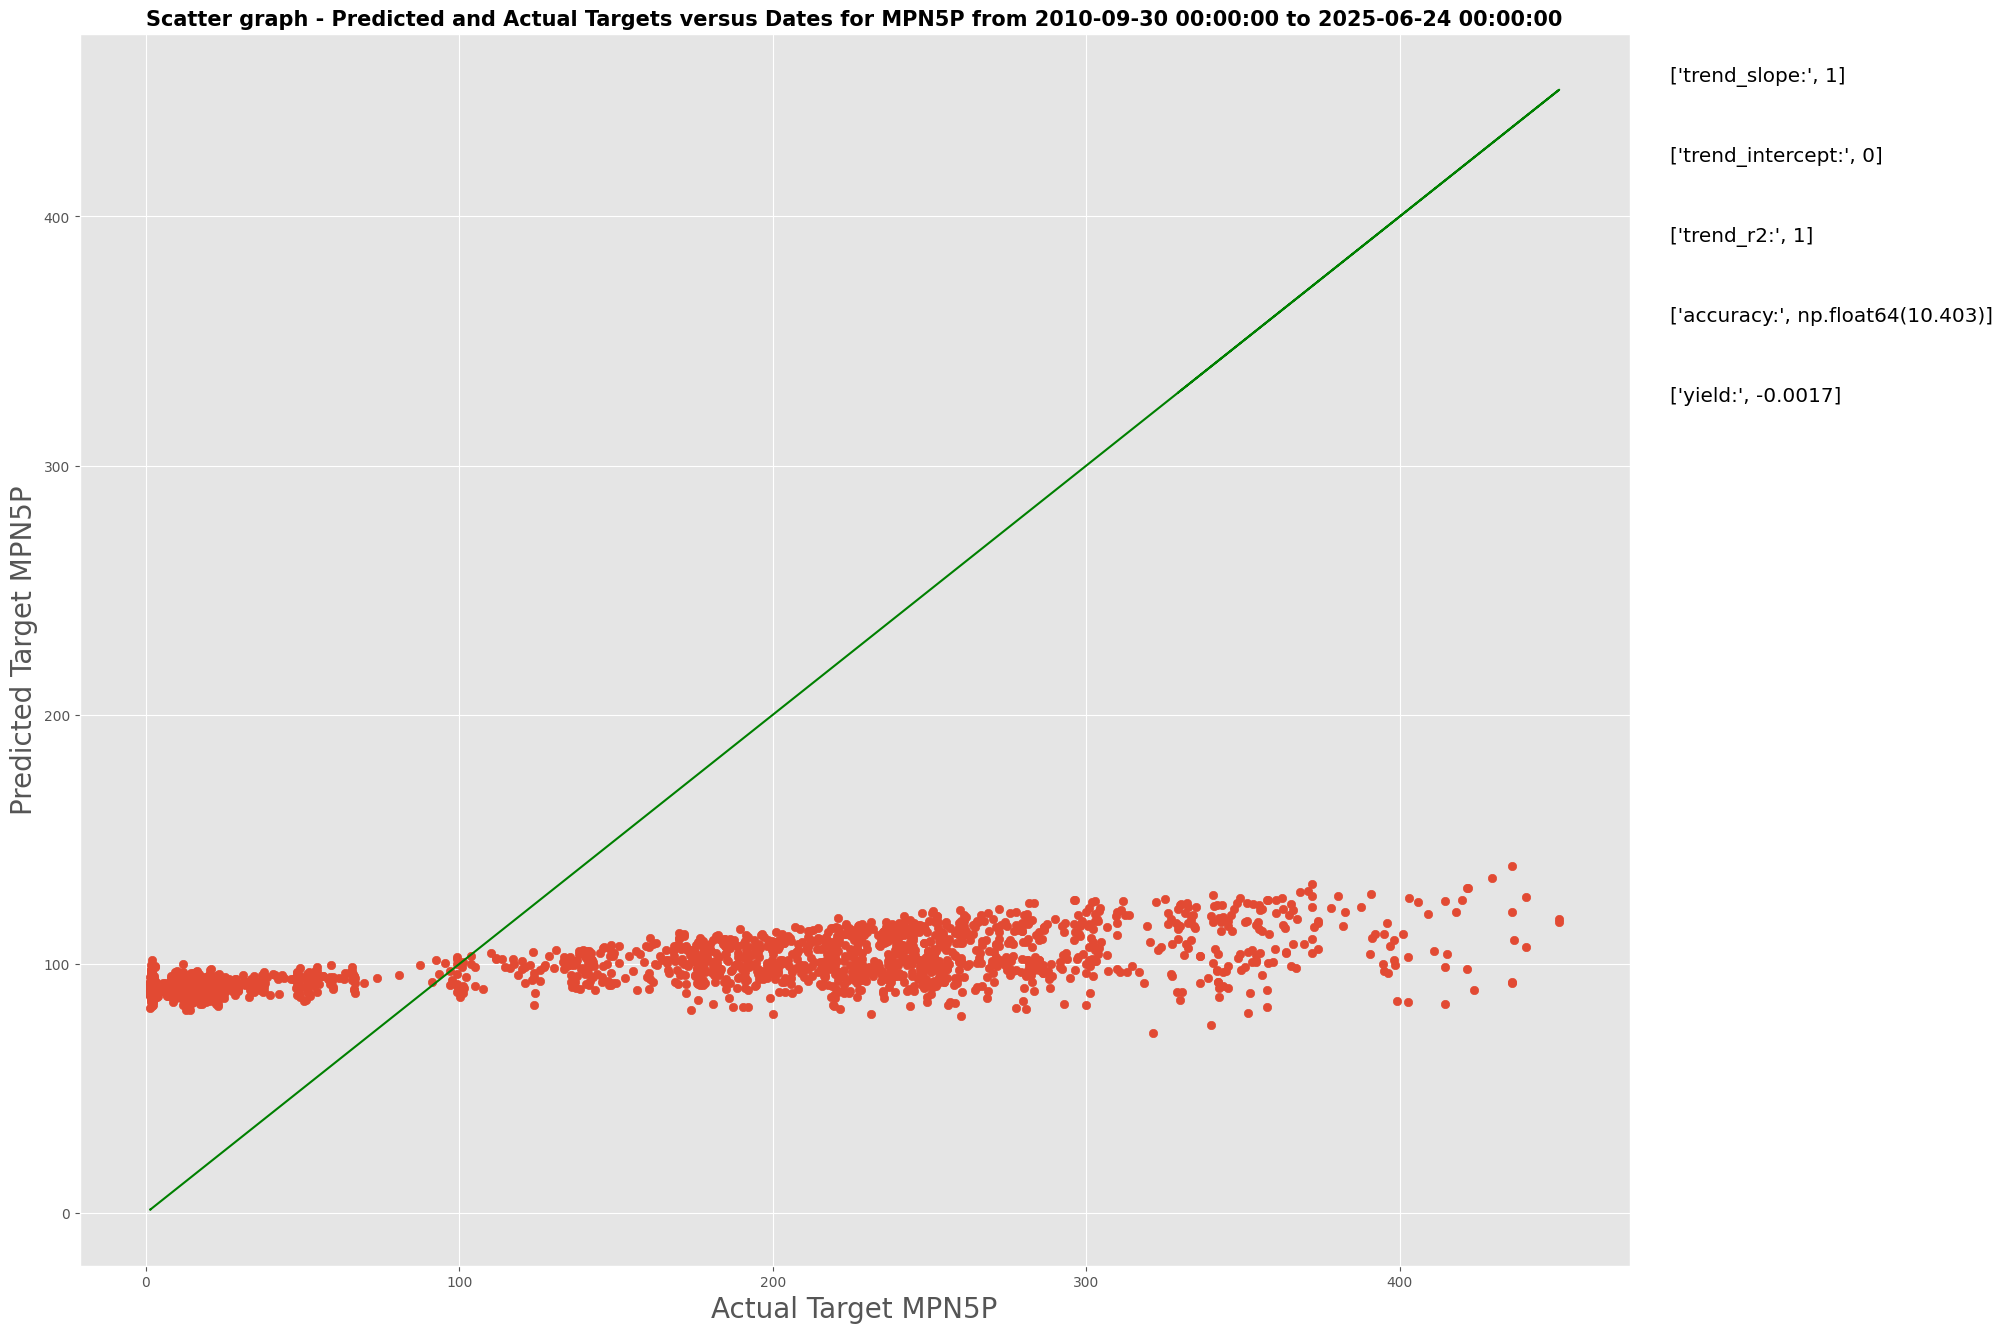 Scatter graph - Predicted and Actual Targets versus Dates for MPN5P from 2010-09-30 00:00:00 to 2025-06-24 00:00:00
['trend_slope:', 1]
['trend_intercept:', 0]
['trend_r2:', 1]
['accuracy:', np.float64(10.403)]
['yield:', -0.0017]
Predicted Target MPN5P
400
300
200
100
0
0
100
200
300
400
Actual Target MPN5P